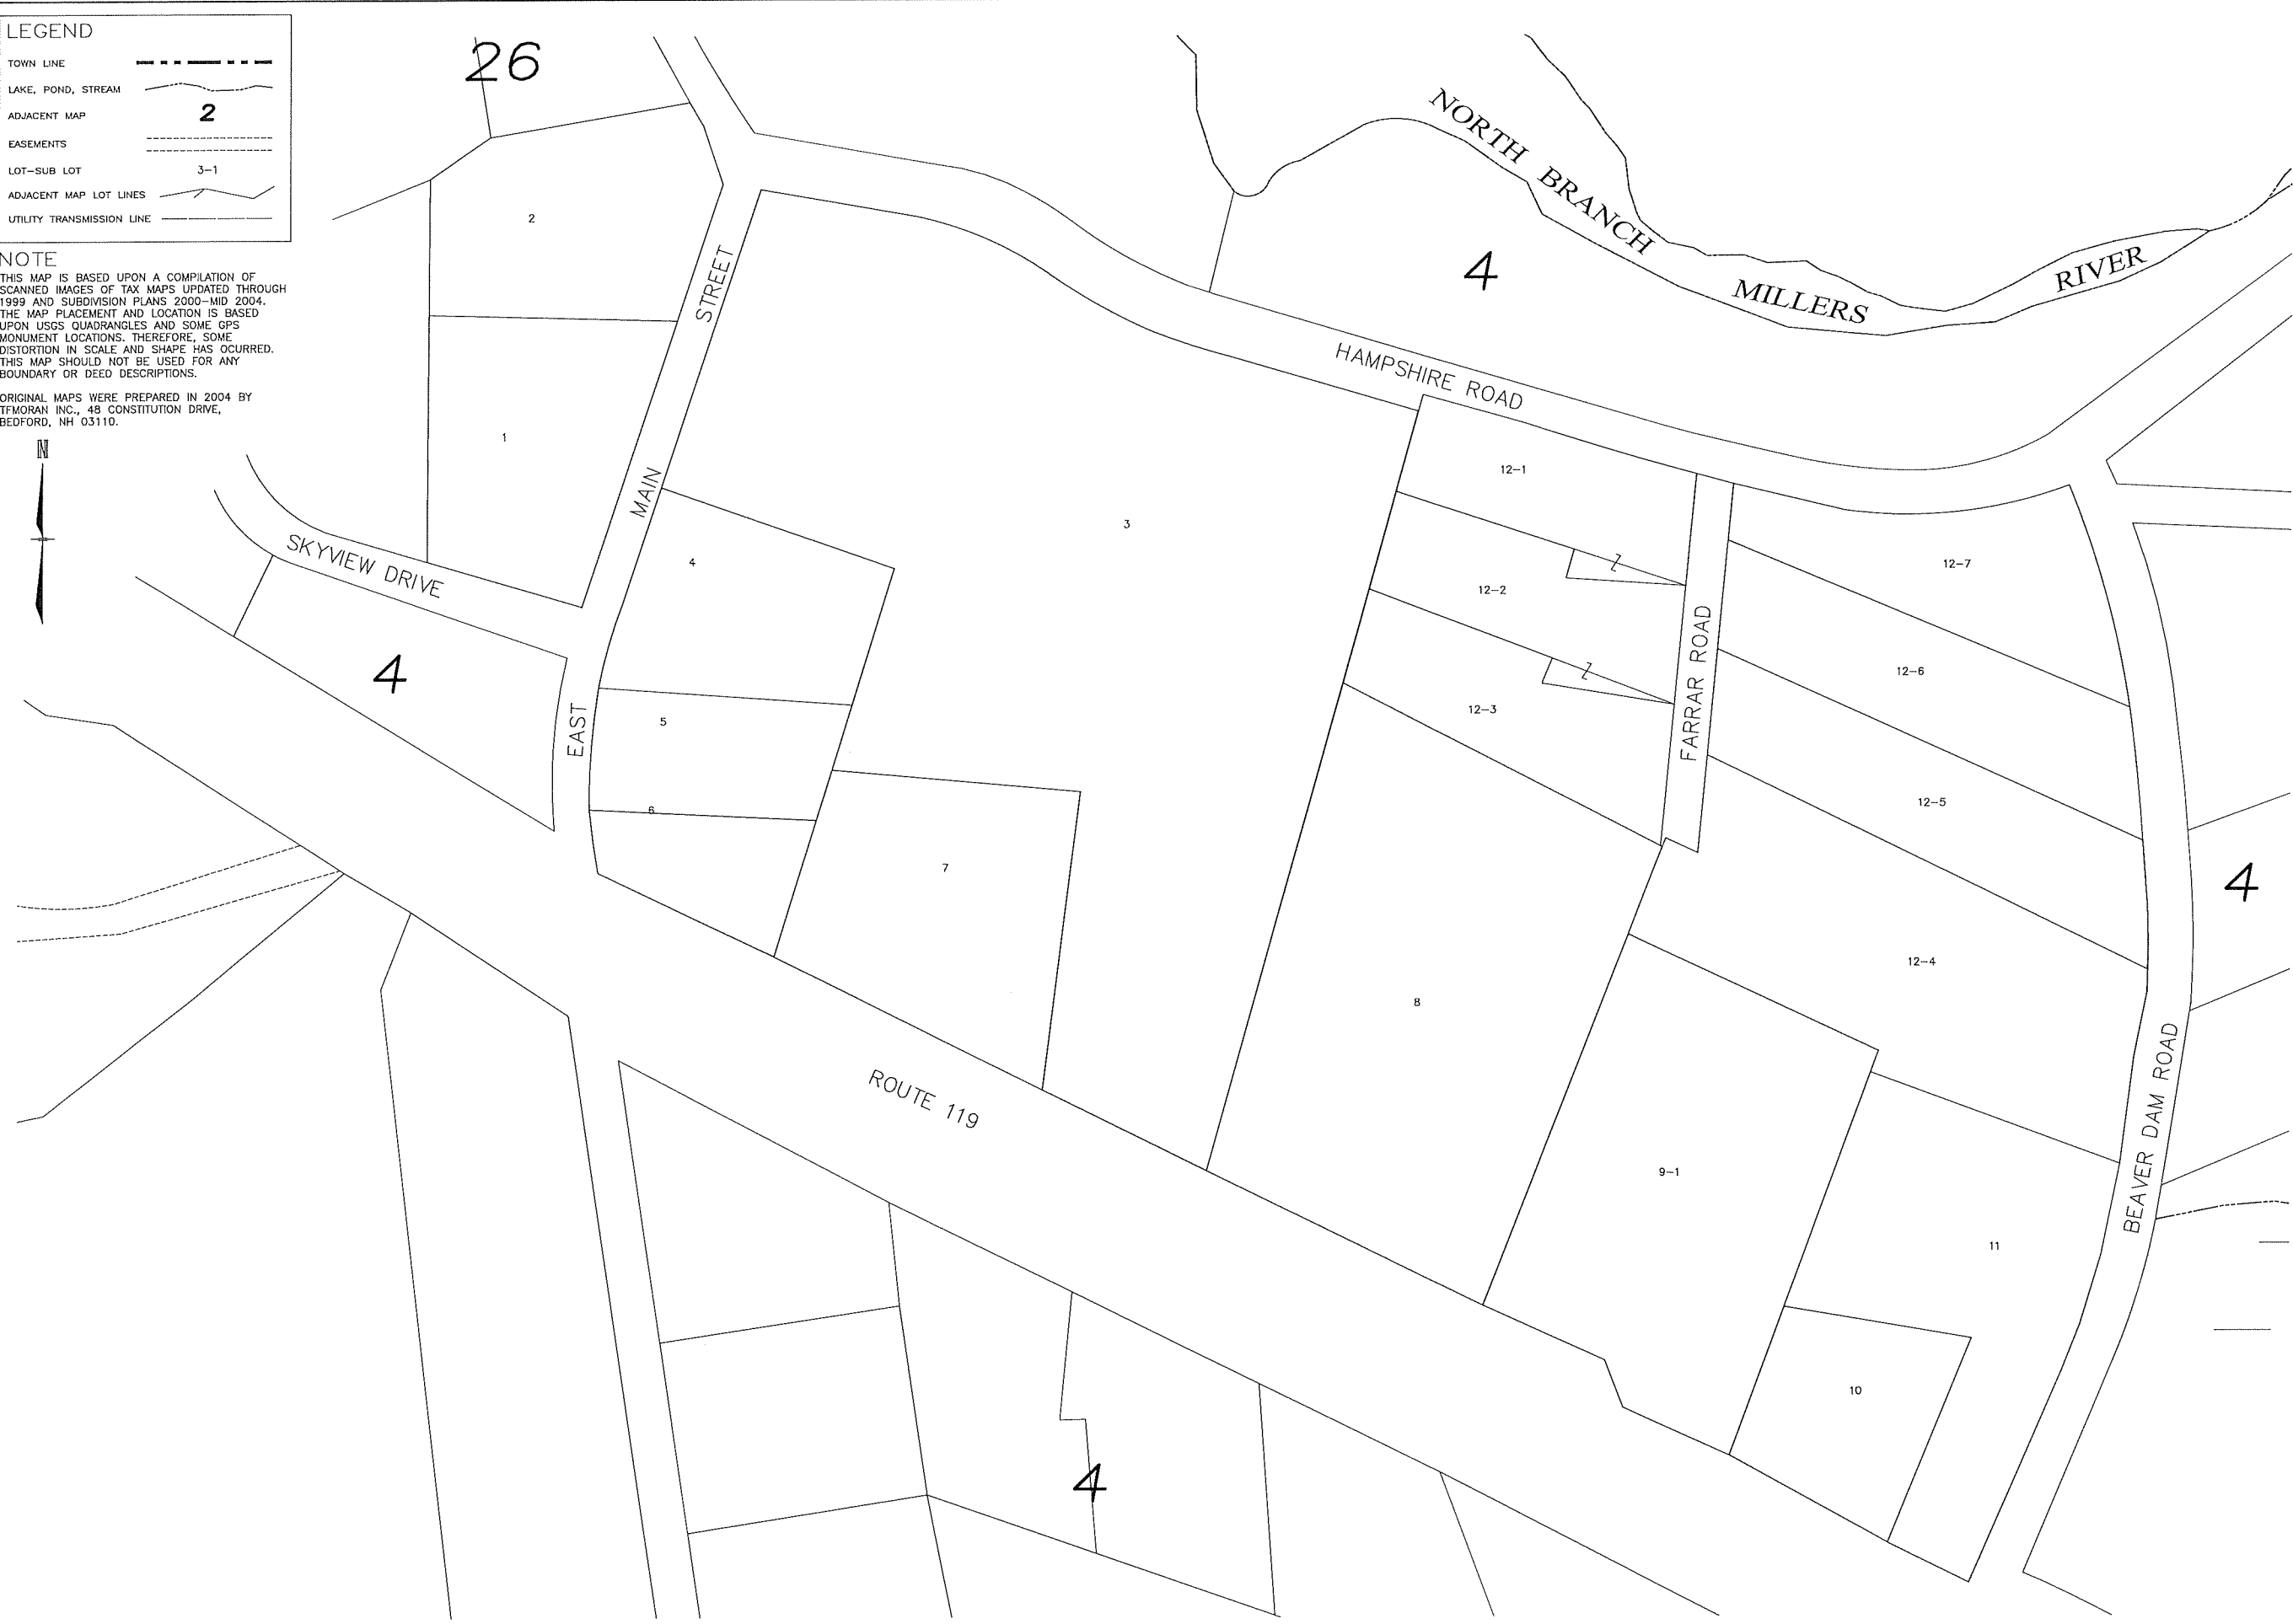 LEGEND
TOWN LINE
LAKE, POND, STREAM
ADJACENT MAP 2
EASEMENTS
LOT-SUB LOT 3-1
ADJACENT MAP LOT LINES
UTILITY TRANSMISSION LINE
NOTE
THIS MAP IS BASED UPON A COMPILATION OF
SCANNED IMAGES OF TAX MAPS UPDATED THROUGH
1999 AND SUBDIVISION PLANS 2000-MID 2004.
THE MAP PLACEMENT AND LOCATION IS BASED
UPON USGS QUADRANGLES AND SOME GPS
MONUMENT LOCATIONS. THEREFORE, SOME
DISTORTION IN SCALE AND SHAPE HAS OCURRED.
THIS MAP SHOULD NOT BE USED FOR ANY
BOUNDARY OR DEED DESCRIPTIONS.
ORIGINAL MAPS WERE PREPARED IN 2004 BY
TFMORAN INC., 48 CONSTITUTION DRIVE,
BEDFORD, NH 03110.
N
26
NORTH BRANCH MILLERS RIVER
2
4
EAST MAIN STREET
HAMPSHIRE ROAD
1
12-1
3
SKYVIEW DRIVE
4
12-2
Z
12-7
4
5
12-3
Z
FARRAR ROAD
12-6
6
12-5
7
4
12-4
8
ROUTE 119
BEAVER DAM ROAD
9-1
11
10
4